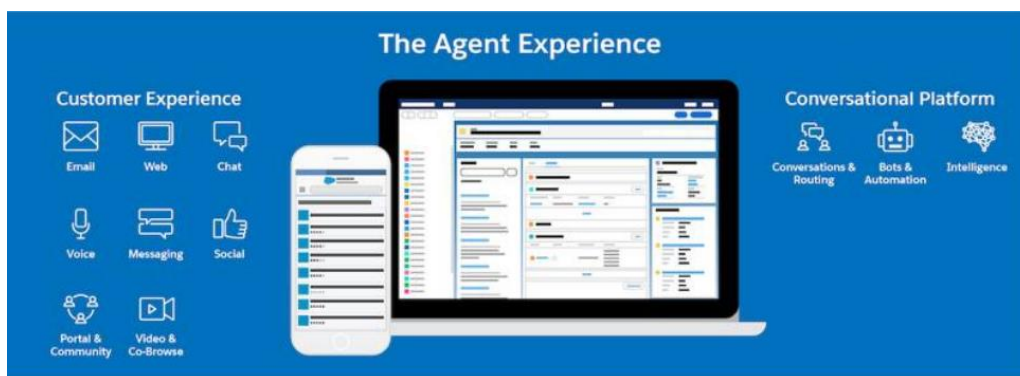 The Agent Experience
Customer Experience
Email
Web
Chat
Voice
Messaging
Social
Portal &
Community
Video &
Co-Browse
Conversational Platform
Conversations &
Routing
Bots &
Automation
Intelligence